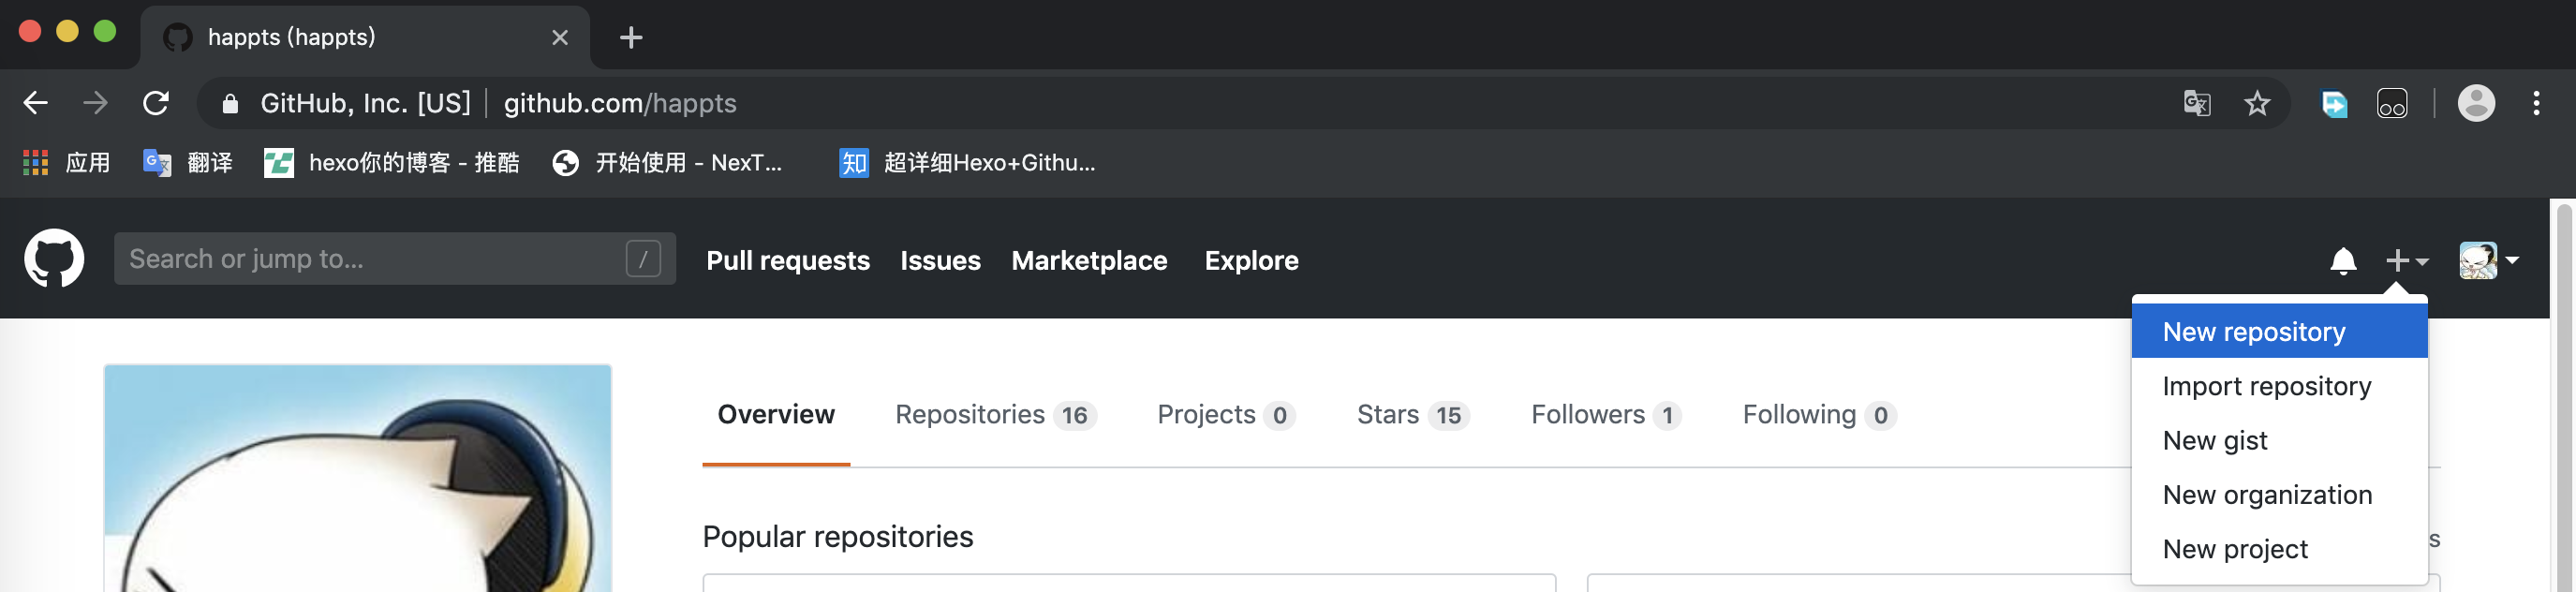 happts (happts)
GitHub, Inc. [US] github.com/happts
应用 翻译 hexo你的博客 - 推酷 开始使用 - NexT... 知 超详细Hexo+Githu...
Search or jump to... / Pull requests Issues Marketplace Explore
New repository
Import repository
New gist
New organization
New project
Overview Repositories 16 Projects 0 Stars 15 Followers 1 Following 0
Popular repositories s